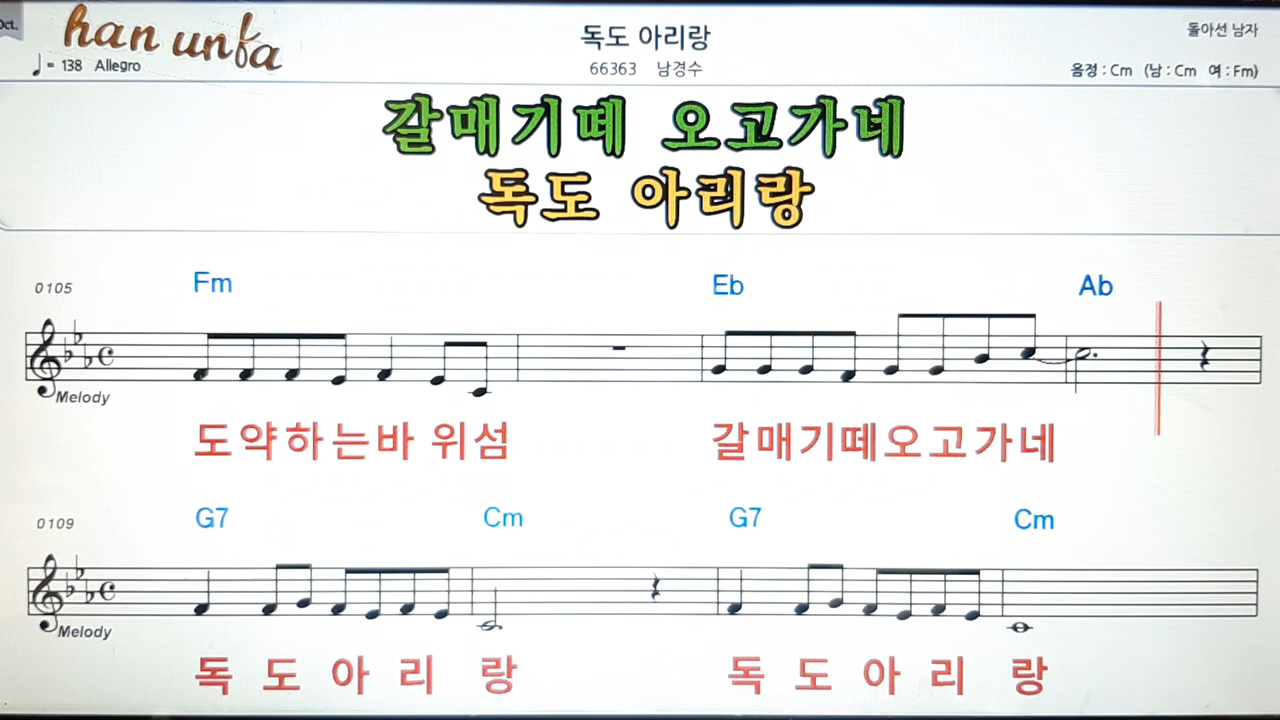 Oct.
han unfa
♩= 138 Allegro
독도 아리랑
66363 남경수
돌아선 남자
음정 : Cm (남 : Cm 여 : Fm)
갈매기떼 오고가네
독도 아리랑
0105
Fm Eb Ab
Melody
도약하는바 위섬 갈매기떼오고가네
0109
G7 Cm G7 Cm
Melody
독 도 아 리 랑 독 도 아 리 랑